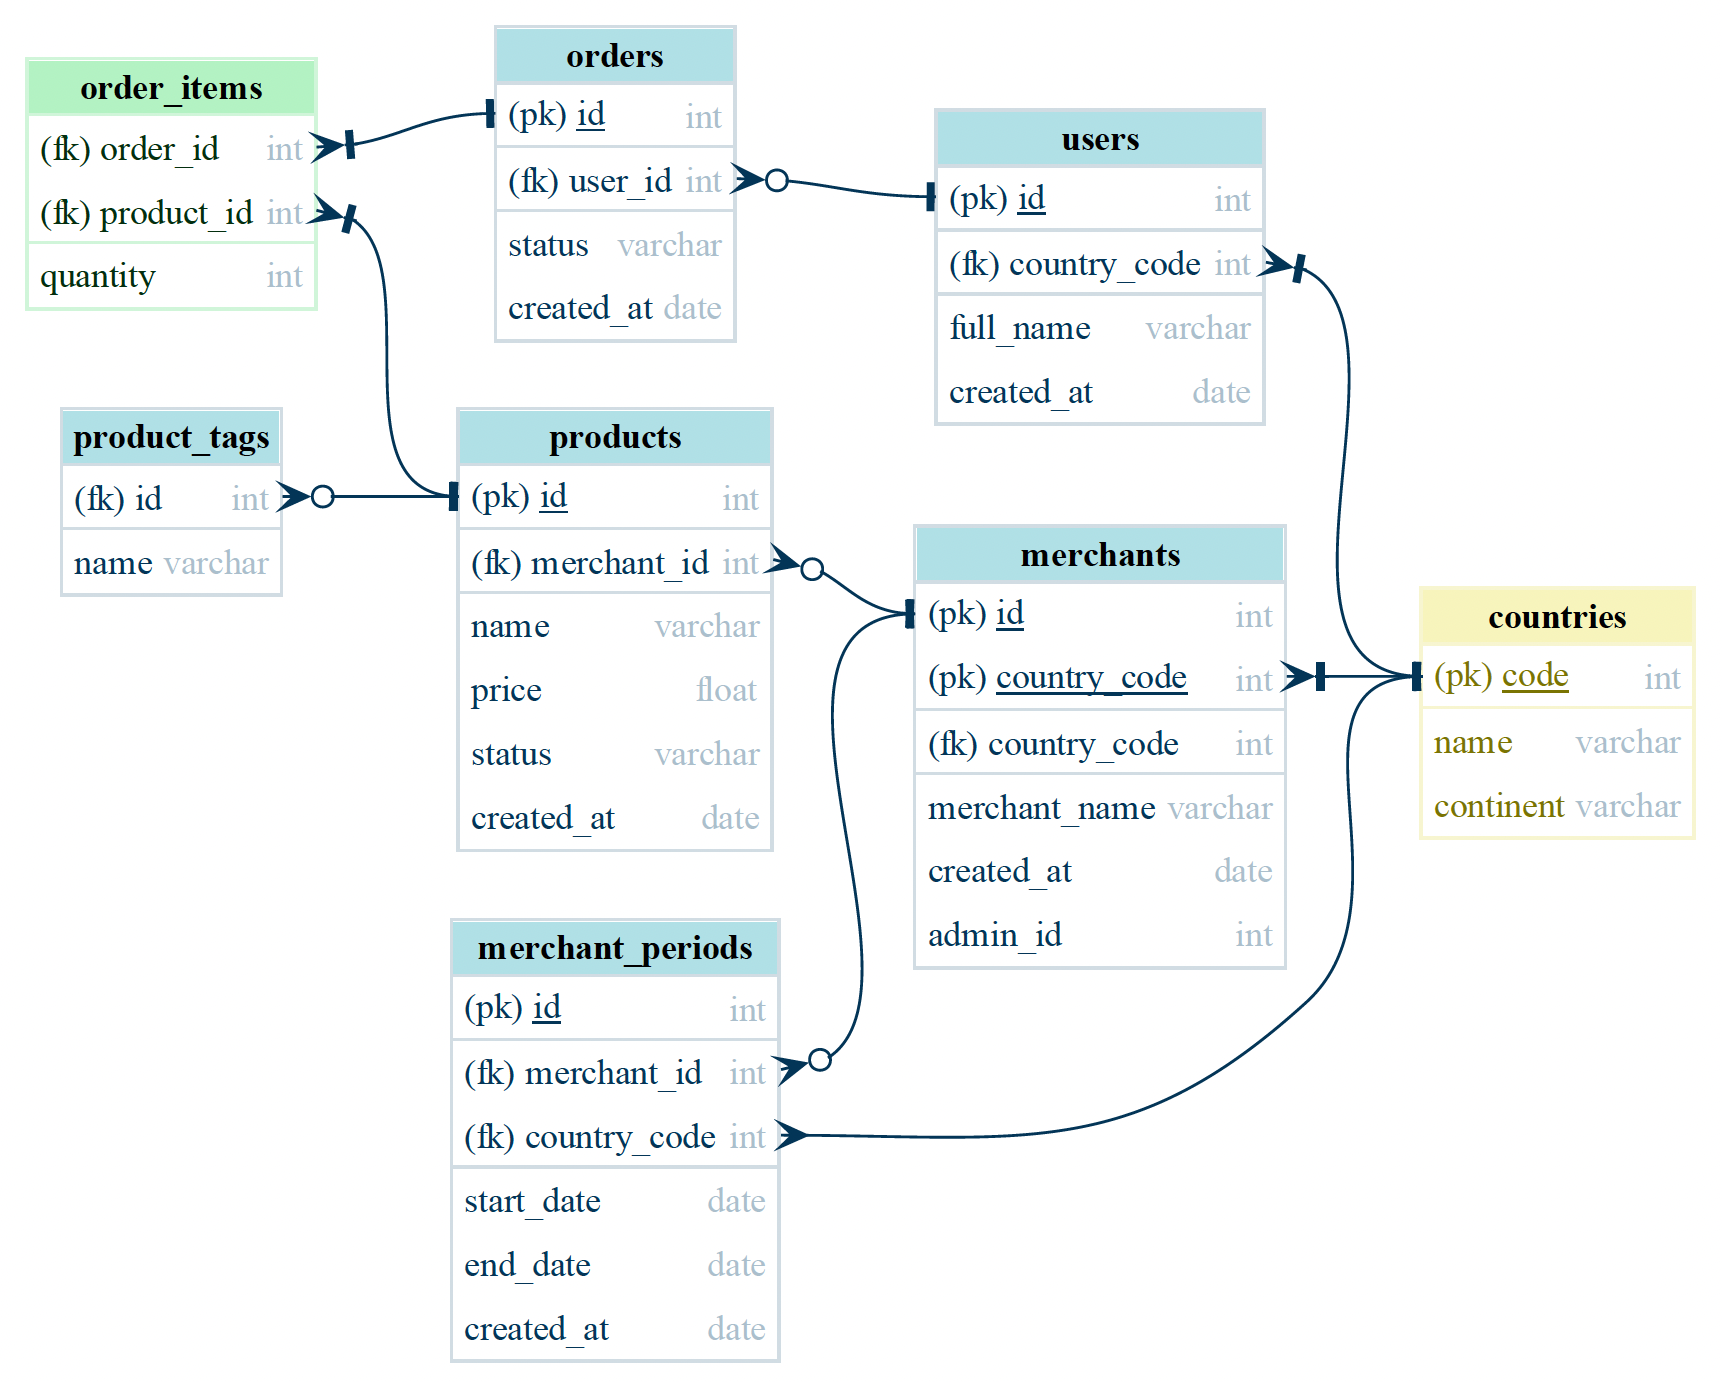 order_items
(fk) order_id int
(fk) product_id int
quantity int
orders
(pk) id int
(fk) user_id int
status varchar
created_at date
users
(pk) id int
(fk) country_code int
full_name varchar
created_at date
product_tags
(fk) id int
name varchar
products
(pk) id int
(fk) merchant_id int
name varchar
price float
status varchar
created_at date
merchants
(pk) id int
(pk) country_code int
(fk) country_code int
merchant_name varchar
created_at date
admin_id int
countries
(pk) code int
name varchar
continent varchar
merchant_periods
(pk) id int
(fk) merchant_id int
(fk) country_code int
start_date date
end_date date
created_at date